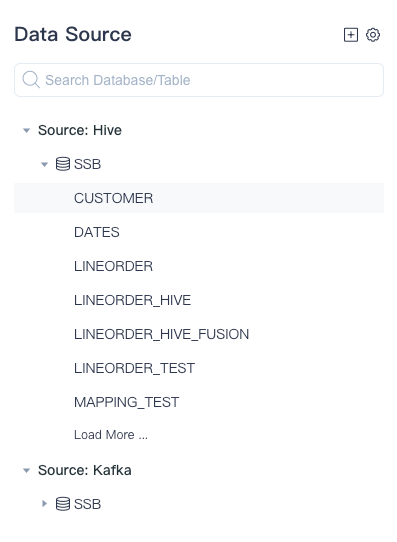 Data Source
Search Database/Table
Source: Hive
SSB
CUSTOMER
DATES
LINEORDER
LINEORDER_HIVE
LINEORDER_HIVE_FUSION
LINEORDER_TEST
MAPPING_TEST
Load More ...
Source: Kafka
SSB